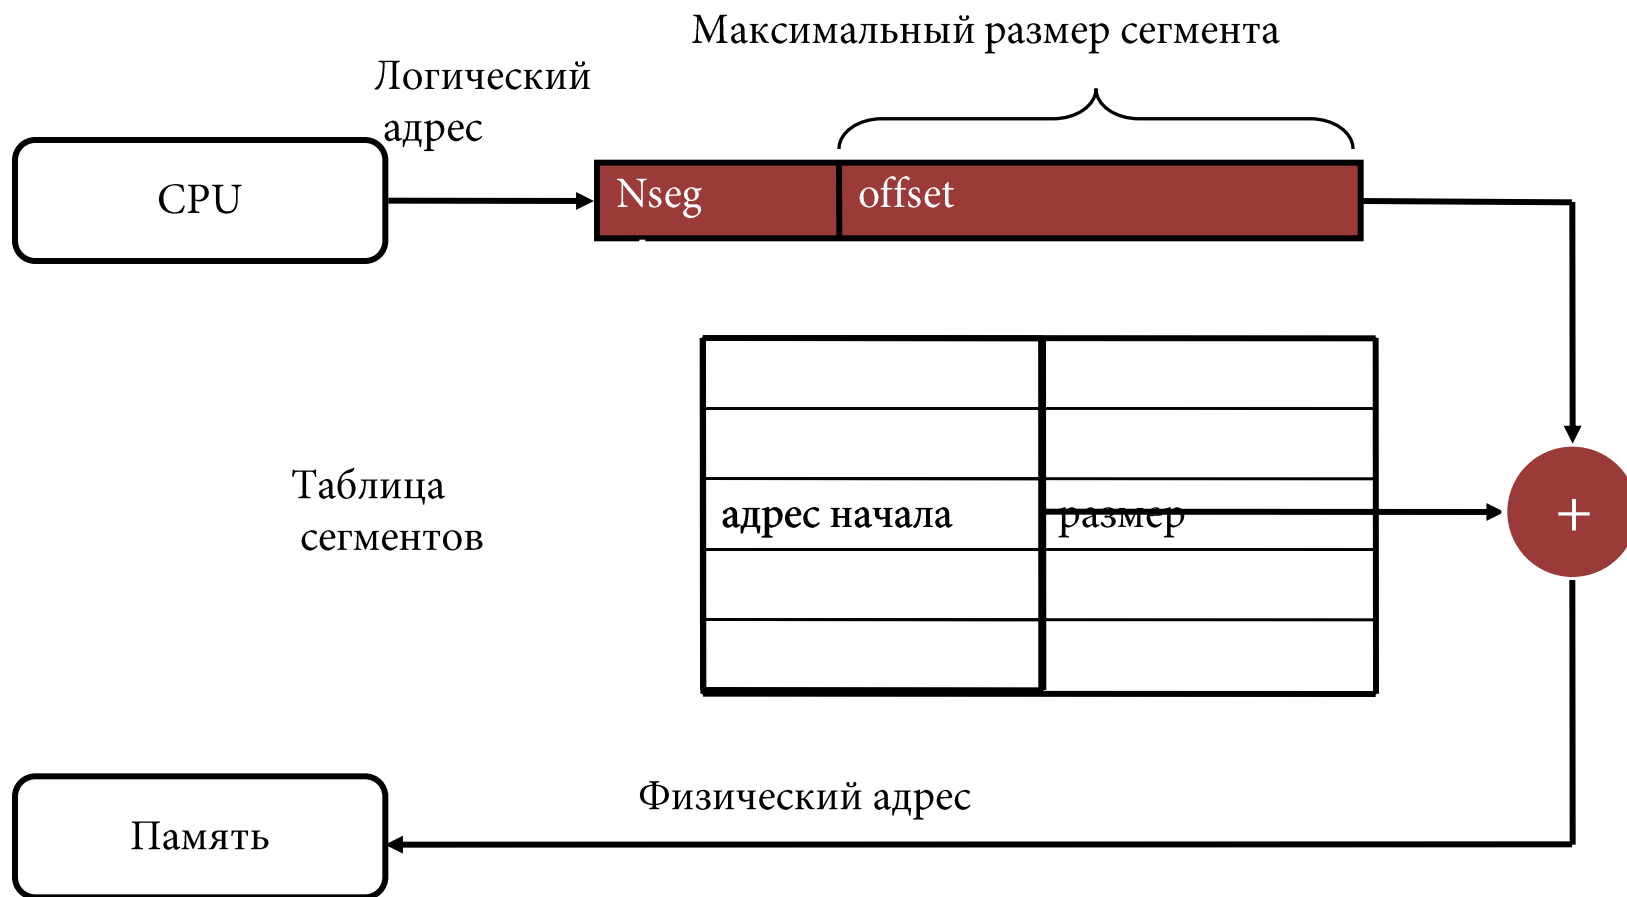 Максимальный размер сегмента
Логический
адрес
CPU
Nseg
offset
Таблица
сегментов
адрес начала
размер
+
Физический адрес
Память